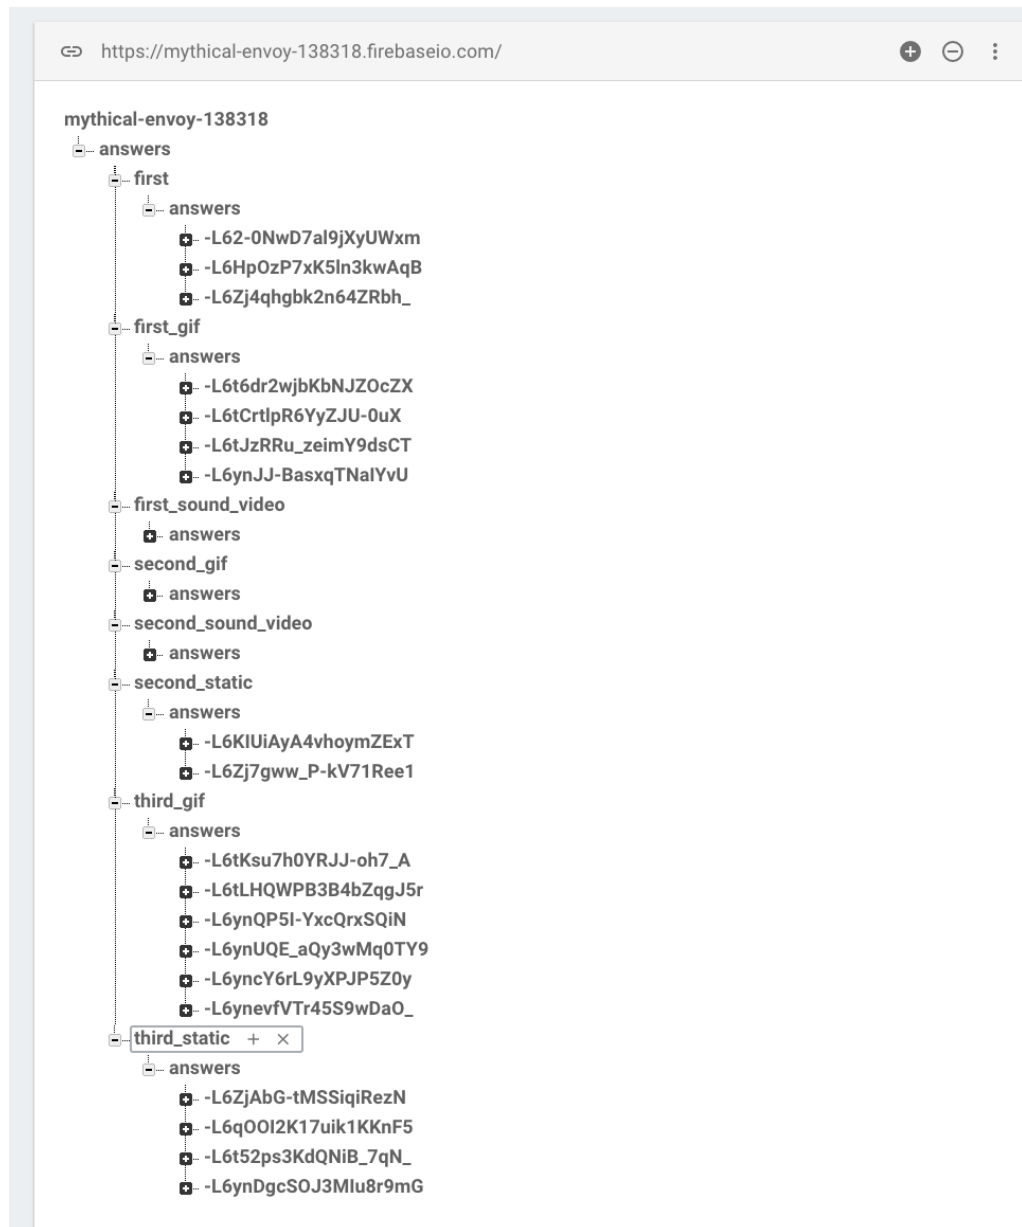 https://mythical-envoy-138318.firebaseio.com/
mythical-envoy-138318
answers
first
answers
-L62-0NwD7al9jXyUWxm
-L6HpOzP7xK5ln3kwAqB
-L6Zj4qhgbk2n64ZRbh_
first_gif
answers
-L6t6dr2wjbKbNJZOcZX
-L6tCrtlpR6YyZJU-0uX
-L6tJzRRu_zeimY9dsCT
-L6ynJJ-BasxqTNaIYvU
first_sound_video
answers
second_gif
answers
second_sound_video
answers
second_static
answers
-L6KIUiAyA4vhoymZExT
-L6Zj7gww_P-kV71Ree1
third_gif
answers
-L6tKsu7h0YRJJ-oh7_A
-L6tLHQWPB3B4bZqgJ5r
-L6ynQP5I-YxcQrxSQiN
-L6ynUQE_aQy3wMq0TY9
-L6yncY6rL9yXPJP5Z0y
-L6ynevfVTr45S9wDaO_
third_static
answers
-L6ZjAbG-tMSSiqiRezN
-L6qOOI2K17uik1KKnF5
-L6t52ps3KdQNiB_7qN_
-L6ynDgcSOJ3MIu8r9mG